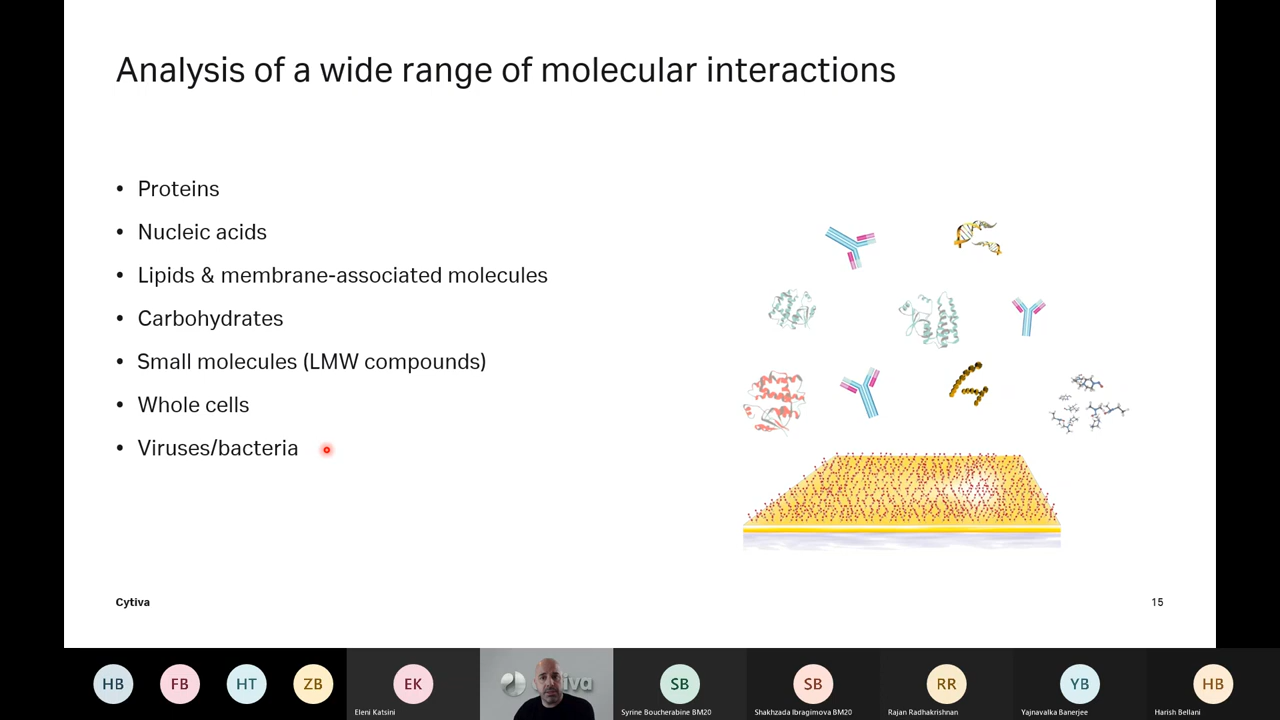 Analysis of a wide range of molecular interactions
• Proteins
• Nucleic acids
• Lipids & membrane-associated molecules
• Carbohydrates
• Small molecules (LMW compounds)
• Whole cells
• Viruses/bacteria
Cytiva
15
HB
FB
HT
ZB
EK
SB
SB
RR
YB
HB
Eleni Katsini
Syrine Boucherabine BM20
Shakhzada Ibragimova BM20
Rajan Radhakrishnan
Yajnavalka Banerjee
Harish Bellani